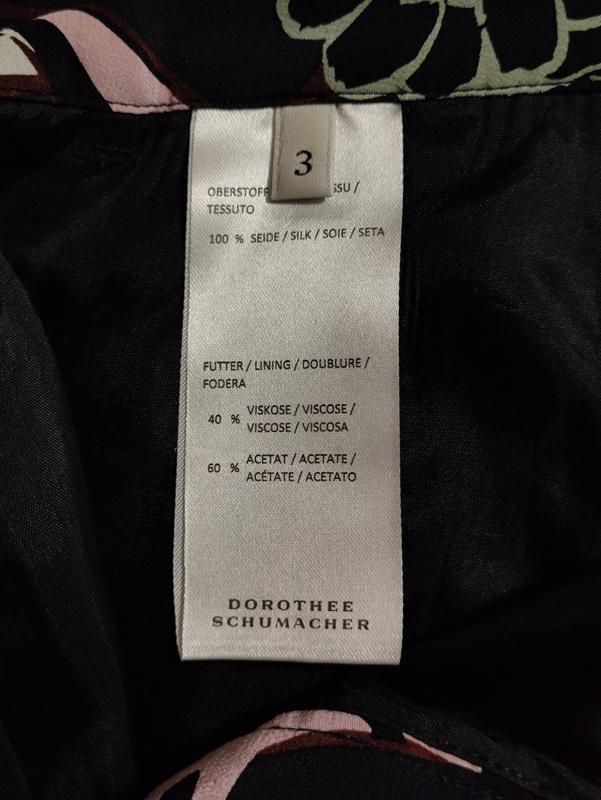 3
OBERSTOFF SSU /
TESSUTO
100 % SEIDE / SILK / SOIE / SETA
FUTTER / LINING / DOUBLURE /
FODERA
40 % VISKOSE / VISCOSE /
VISCOSE / VISCOSA
60 % ACETAT / ACETATE /
ACÉTATE / ACETATO
DOROTHEE
SCHUMACHER